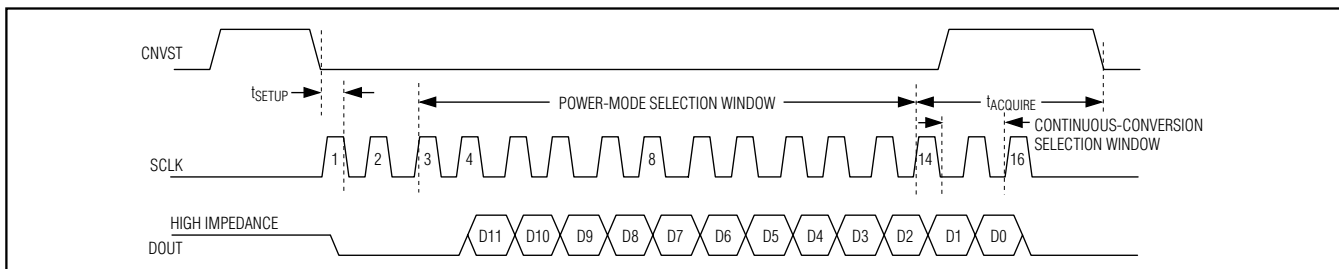 CNVST
tSETUP
POWER-MODE SELECTION WINDOW
tACQUIRE
CONTINUOUS-CONVERSION
SELECTION WINDOW
SCLK
1 2 3 4 8 14 16
HIGH IMPEDANCE
DOUT
D11 D10 D9 D8 D7 D6 D5 D4 D3 D2 D1 D0